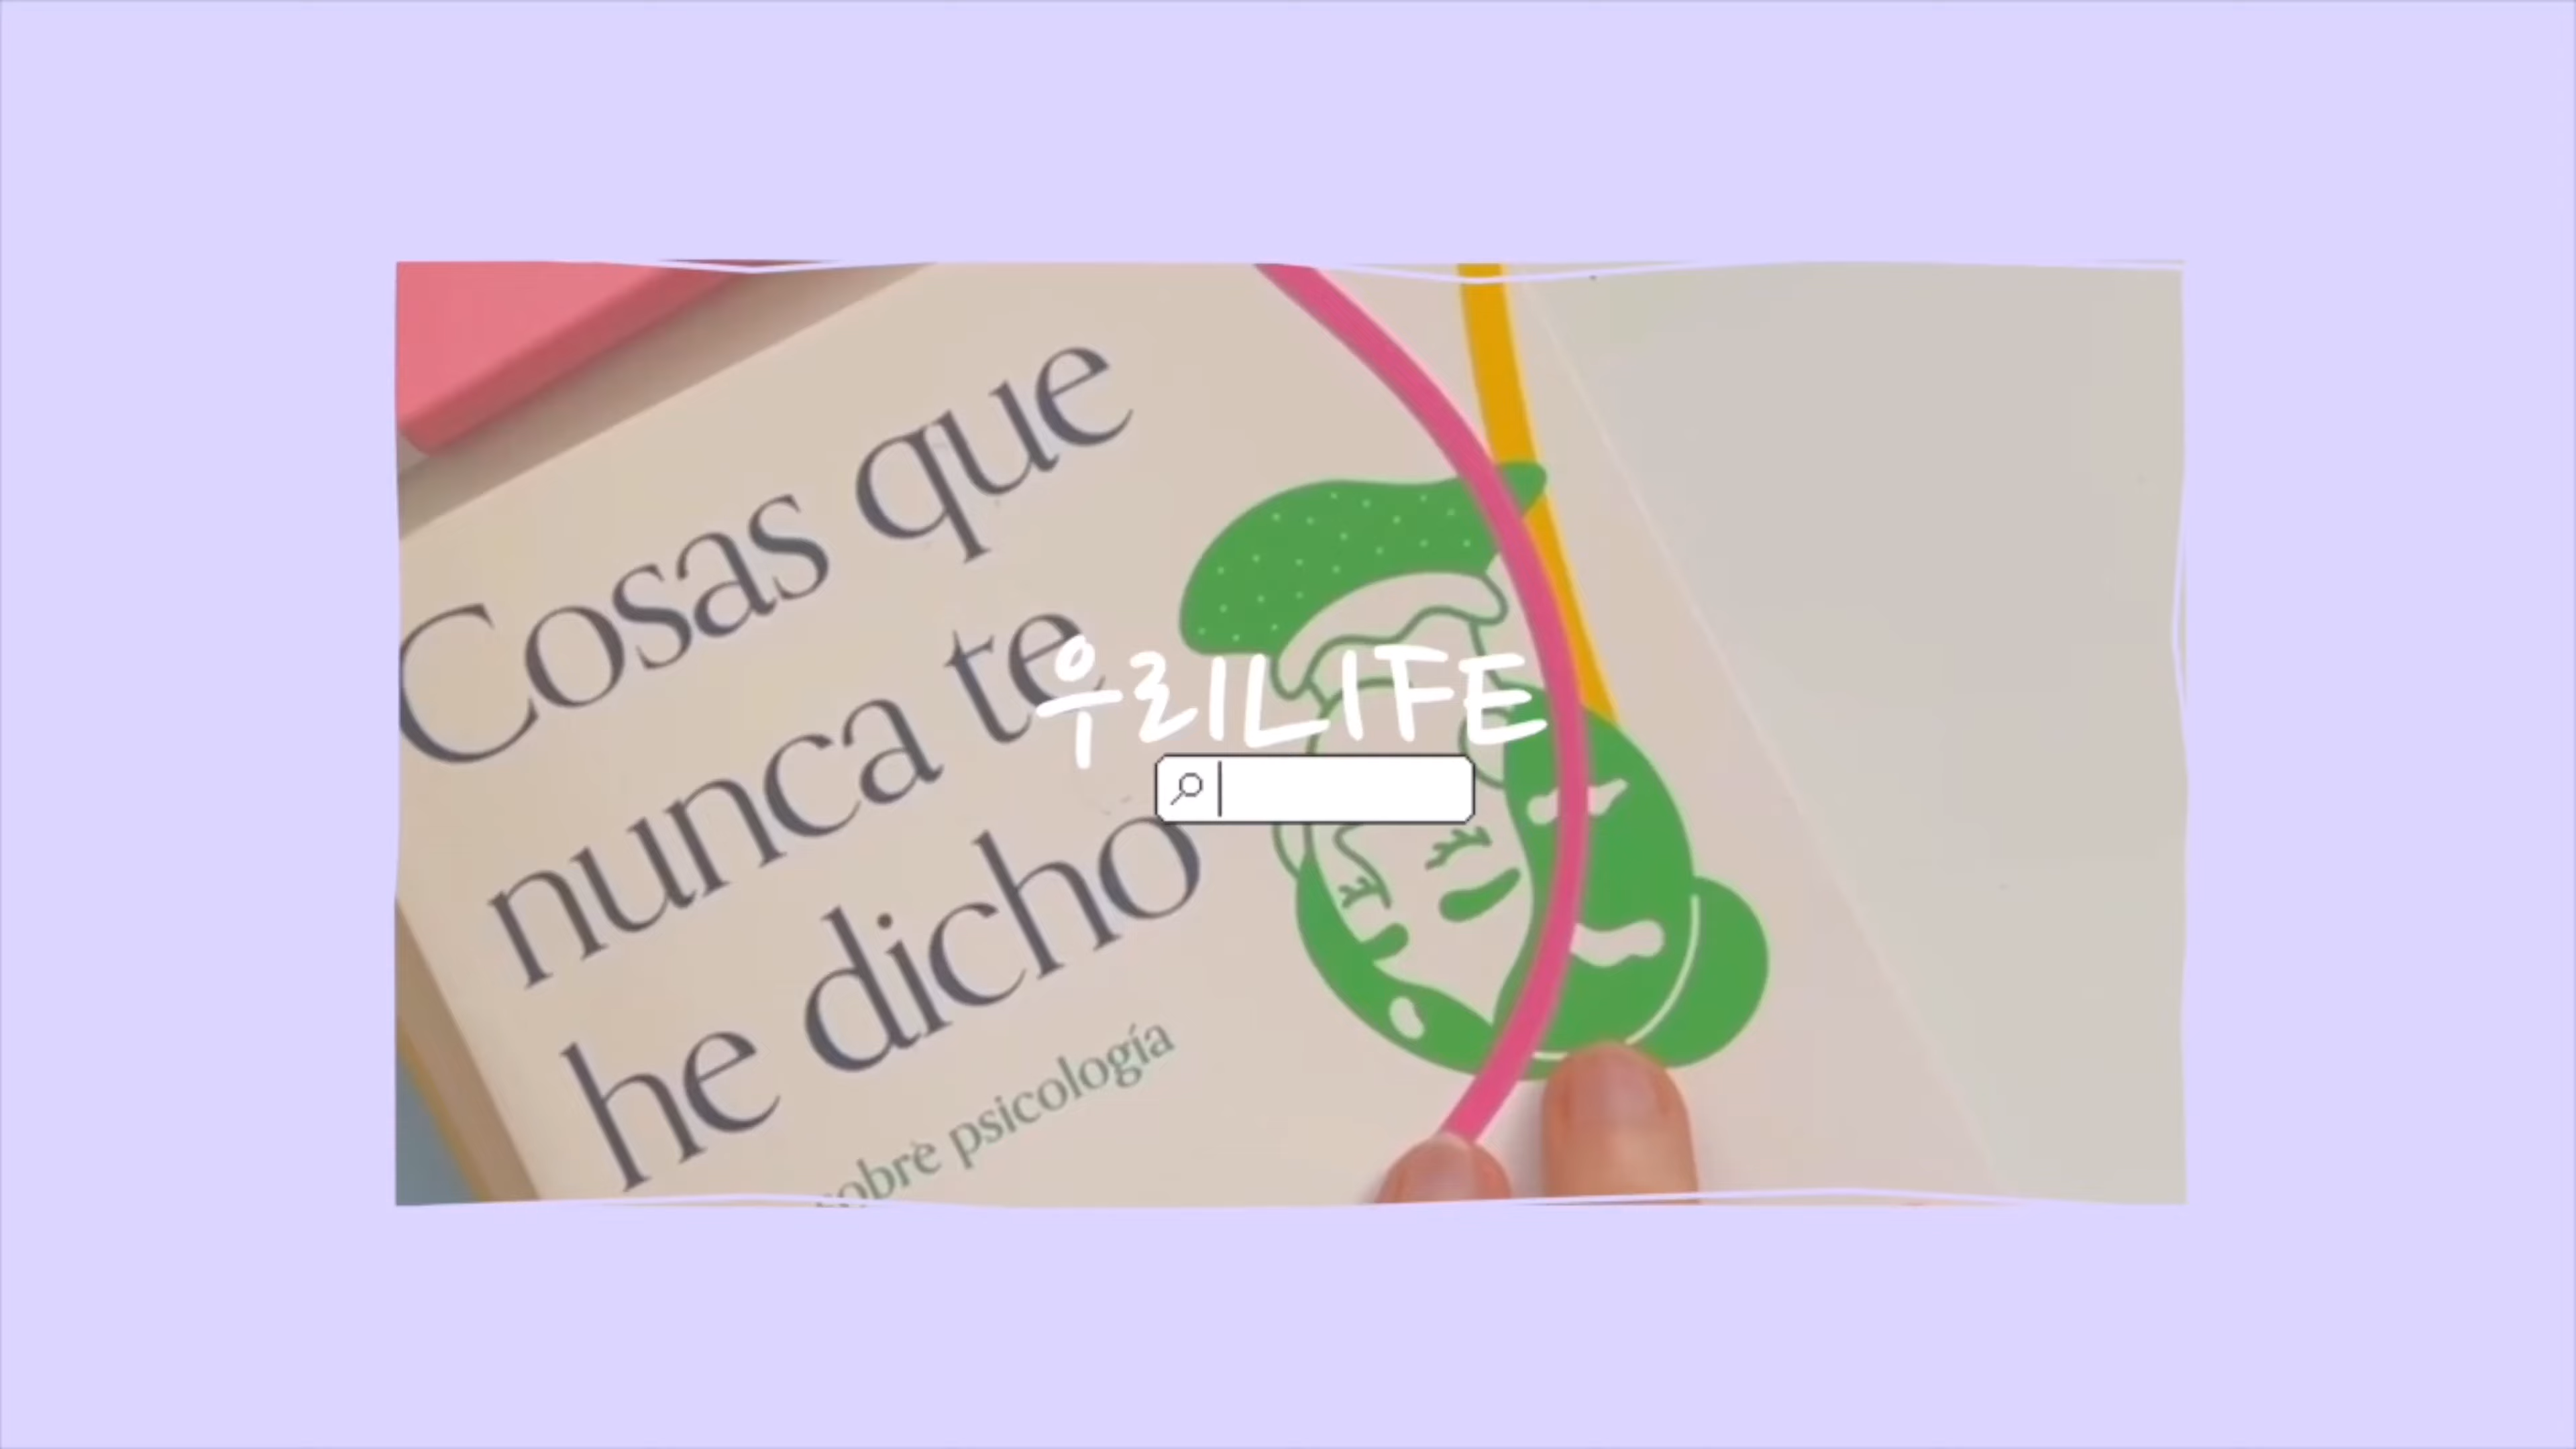 Cosas que
nunca te
he dicho
sobre psicología
우리LIFE